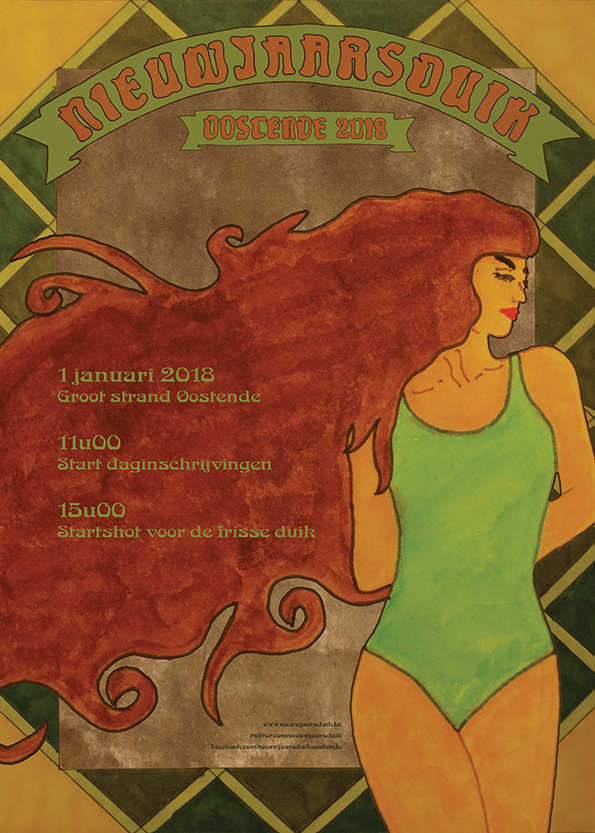 NIEUWJAARSDUIK
OOSTENDE 2018
1 januari 2018
Groot strand Oostende
11u00
Start daginschrijvingen
15u00
Startshot voor de frisse duik
www.nieuwjaarsduik.be
twitter.com/nieuwjaarsduik
facebook.com/nieuwjaarsduikoostende